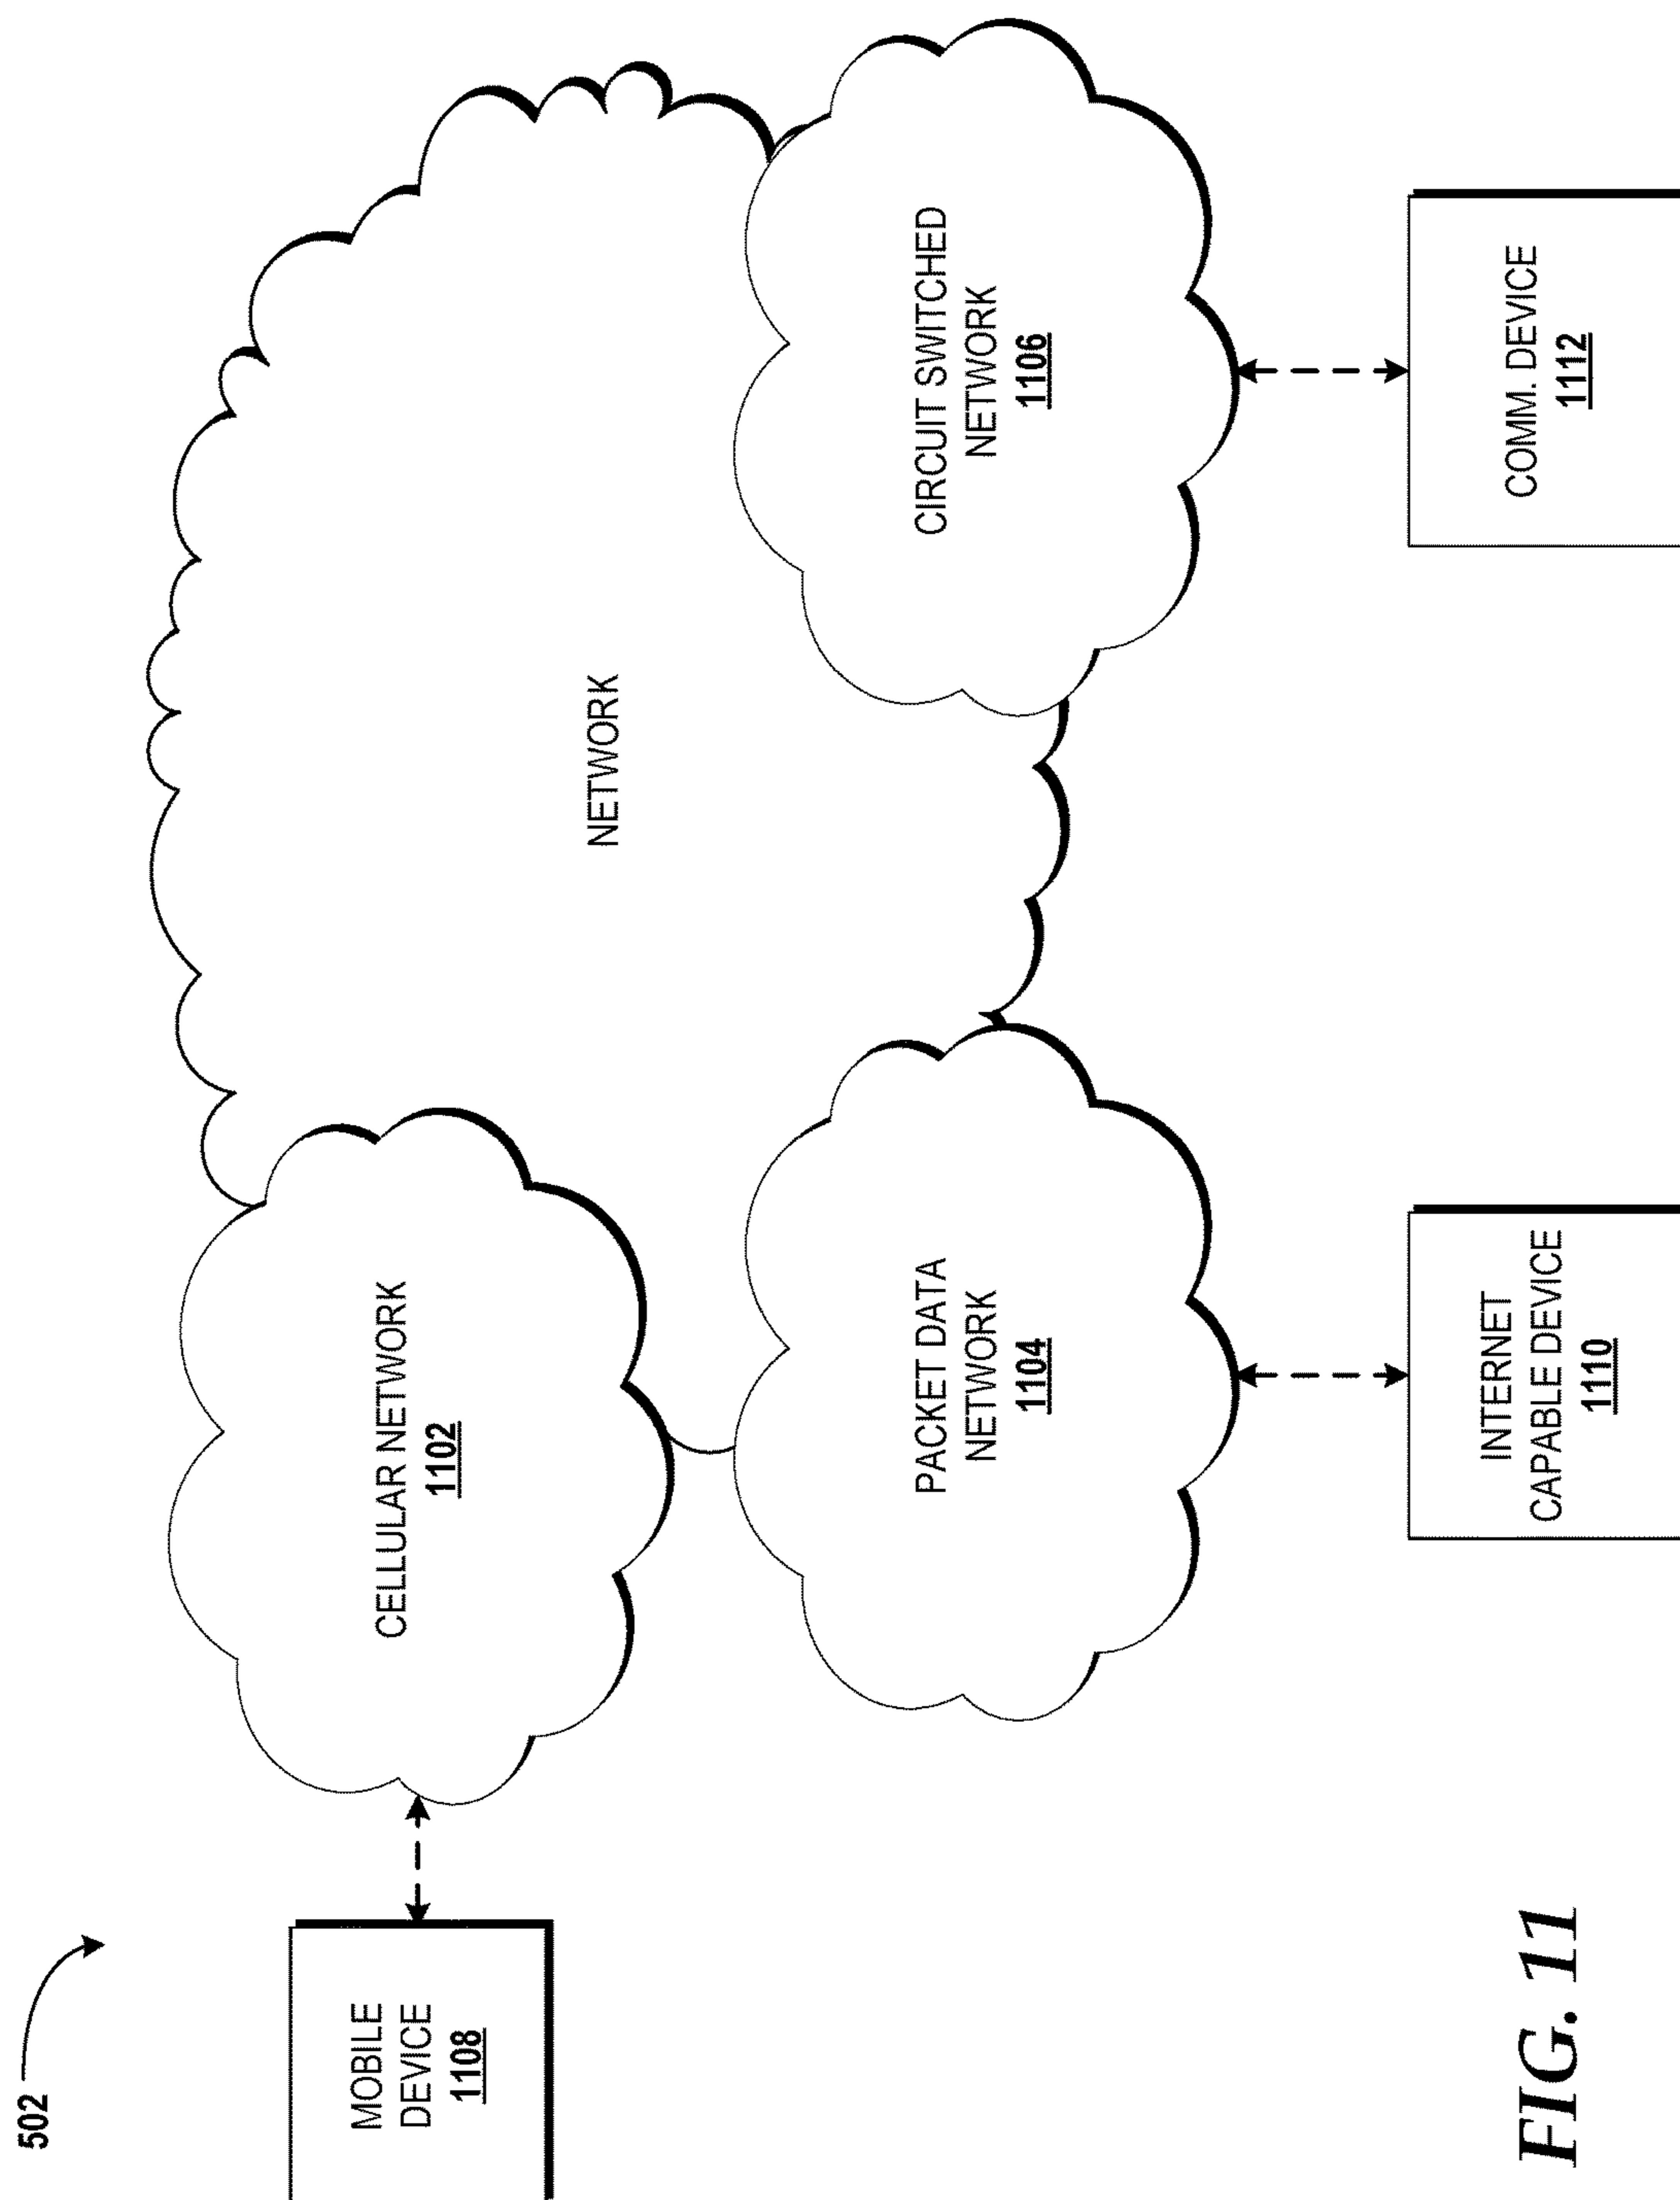 502
MOBILE
DEVICE
1108
CELLULAR NETWORK
1102
NETWORK
PACKET DATA
NETWORK
1104
CIRCUIT SWITCHED
NETWORK
1106
INTERNET
CAPABLE DEVICE
1110
COMM. DEVICE
1112
FIG. 11